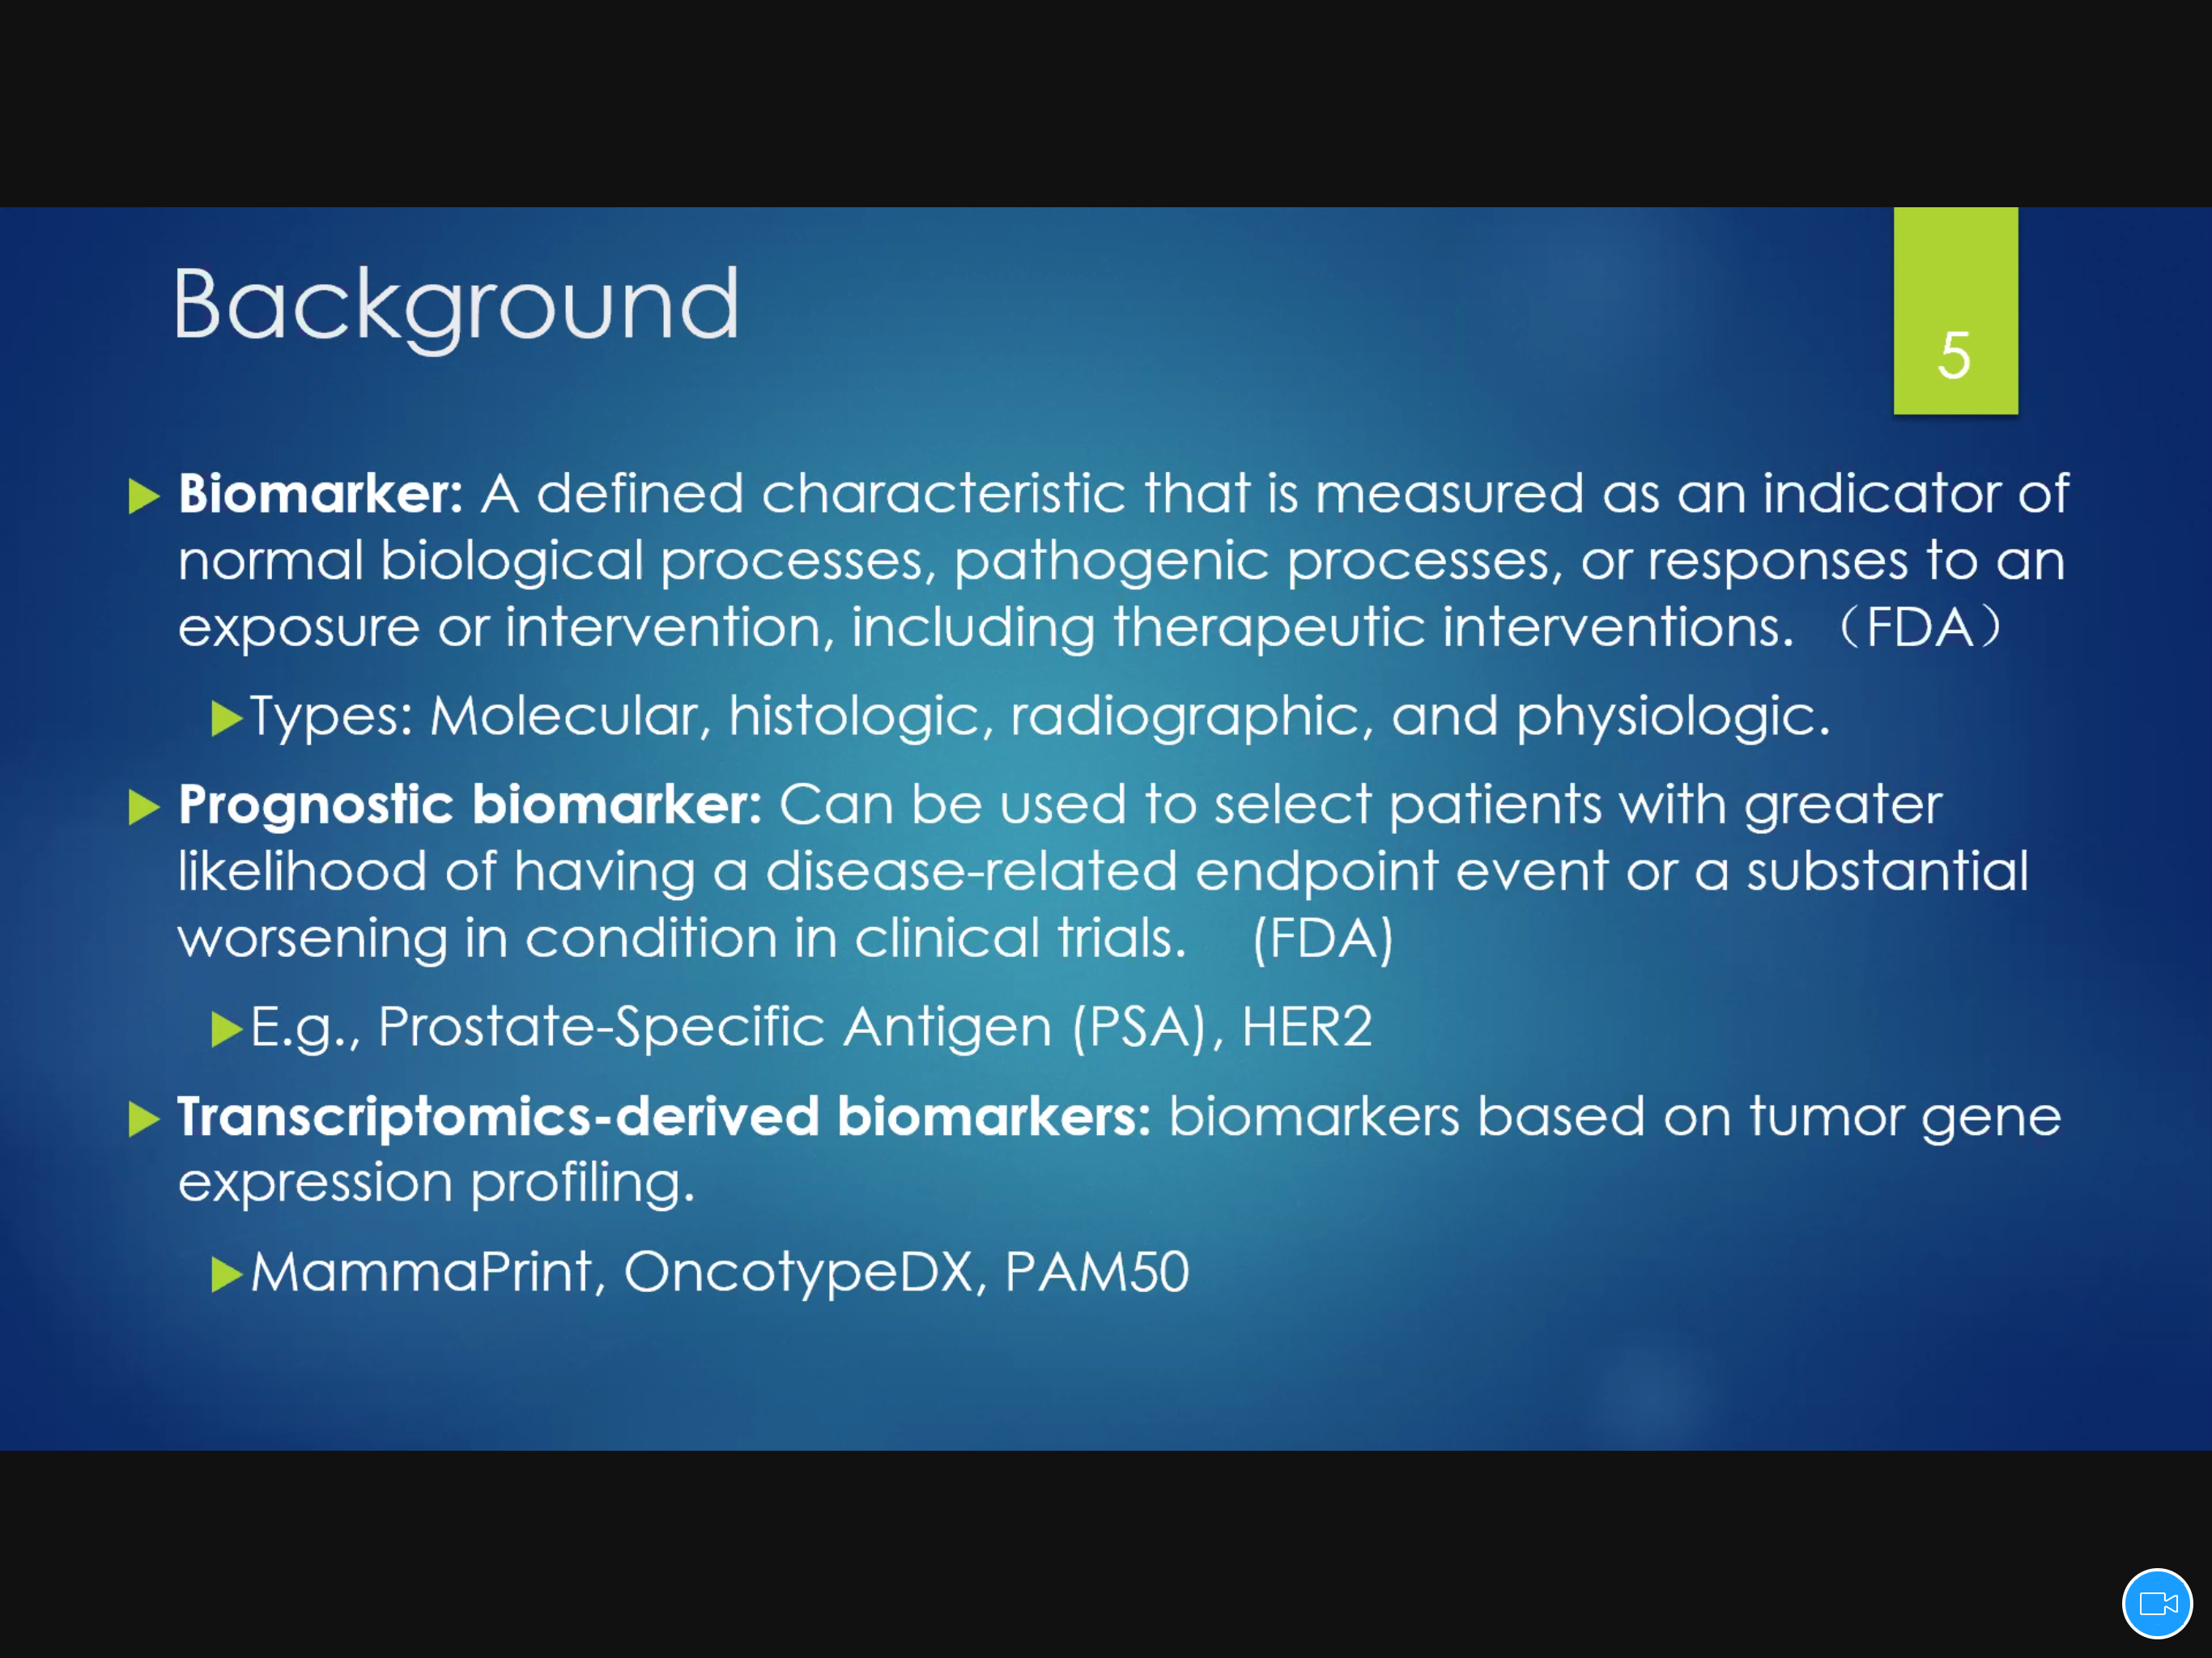 Background
5
Biomarker: A defined characteristic that is measured as an indicator of
normal biological processes, pathogenic processes, or responses to an
exposure or intervention, including therapeutic interventions. （FDA）
Types: Molecular, histologic, radiographic, and physiologic.
Prognostic biomarker: Can be used to select patients with greater
likelihood of having a disease-related endpoint event or a substantial
worsening in condition in clinical trials. (FDA)
E.g., Prostate-Specific Antigen (PSA), HER2
Transcriptomics-derived biomarkers: biomarkers based on tumor gene
expression profiling.
MammaPrint, OncotypeDX, PAM50